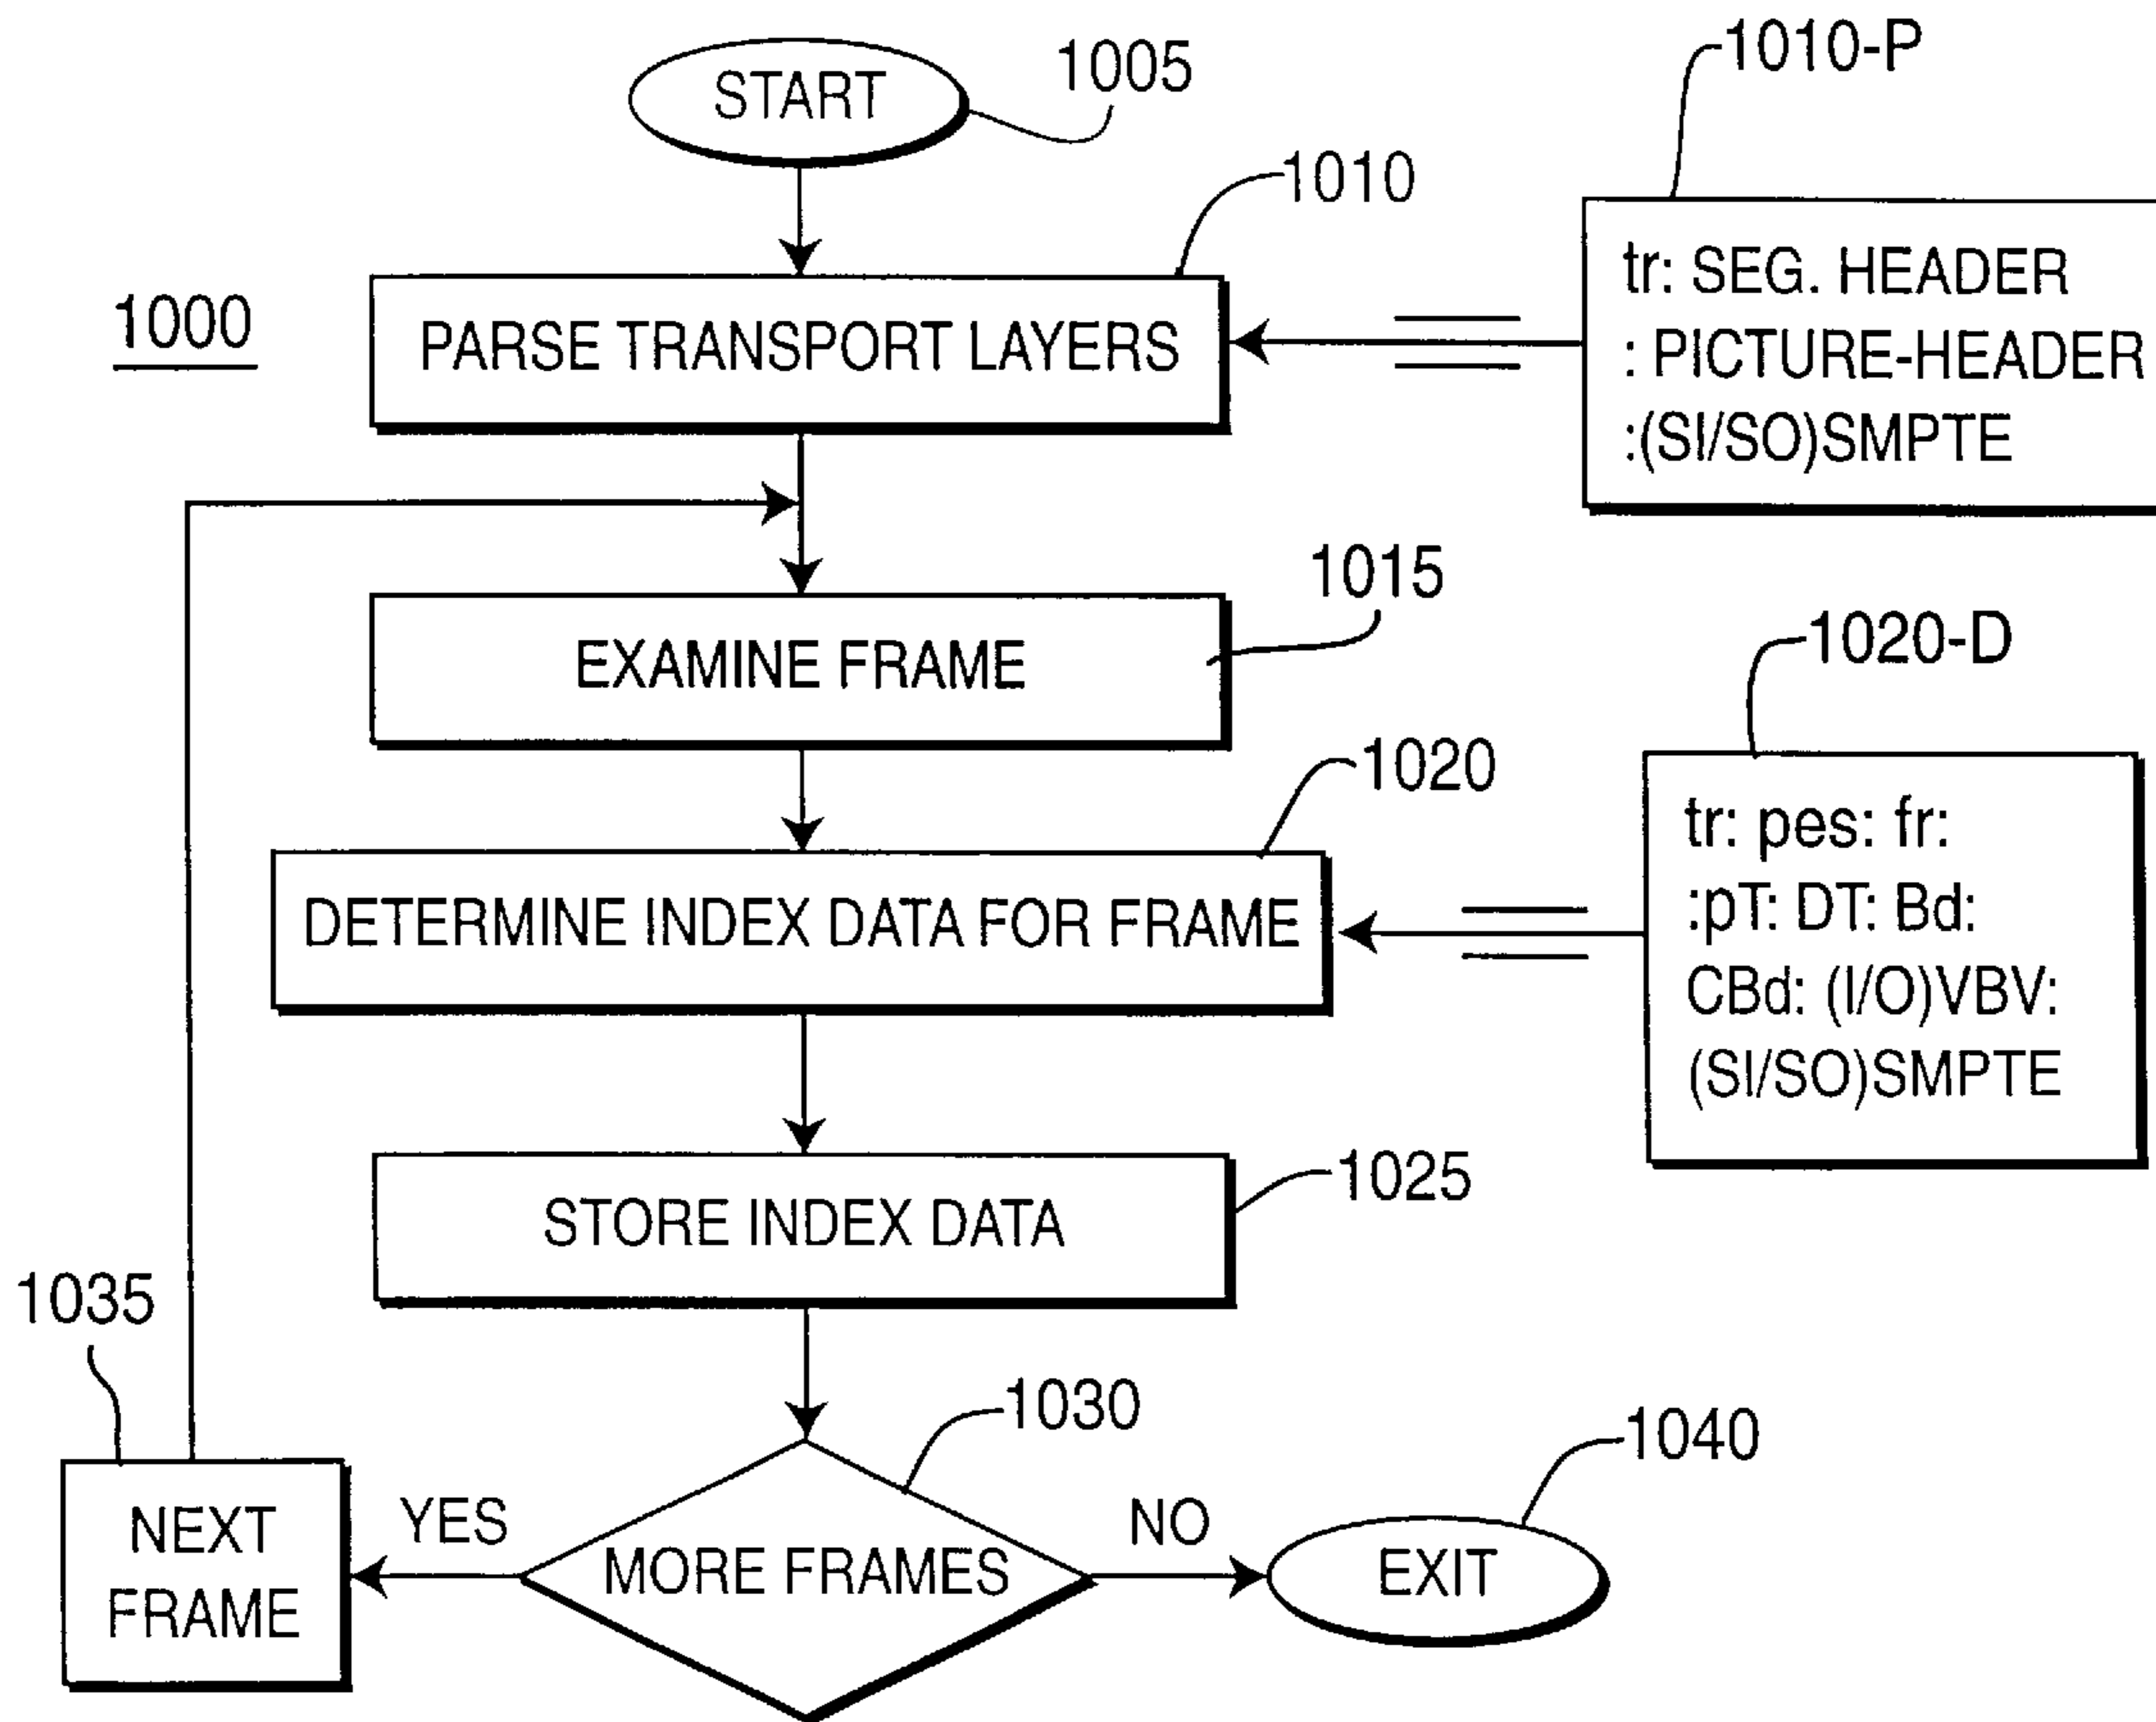 START
1005
1010-P
1010
1000
PARSE TRANSPORT LAYERS
tr: SEG. HEADER
: PICTURE-HEADER
:(SI/SO)SMPTE
1015
EXAMINE FRAME
1020-D
1020
DETERMINE INDEX DATA FOR FRAME
tr: pes: fr:
:pT: DT: Bd:
CBd: (I/O)VBV:
(SI/SO)SMPTE
1025
STORE INDEX DATA
1035
1030
1040
NEXT
FRAME
YES
MORE FRAMES
NO
EXIT